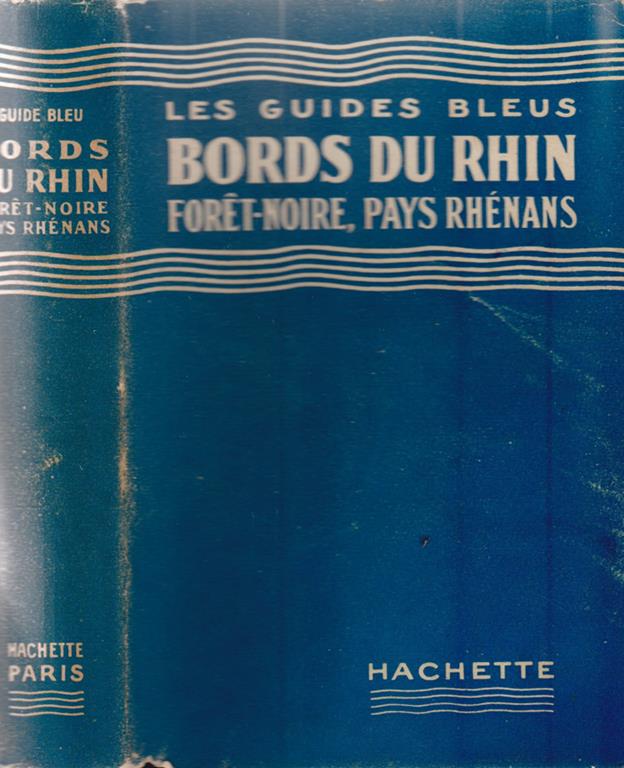 GUIDE BLEU
ORDS
U RHIN
RÊT-NOIRE
YS RHÉNANS
HACHETTE
PARIS
LES GUIDES BLEUS
BORDS DU RHIN
FORÊT-NOIRE, PAYS RHÉNANS
HACHETTE